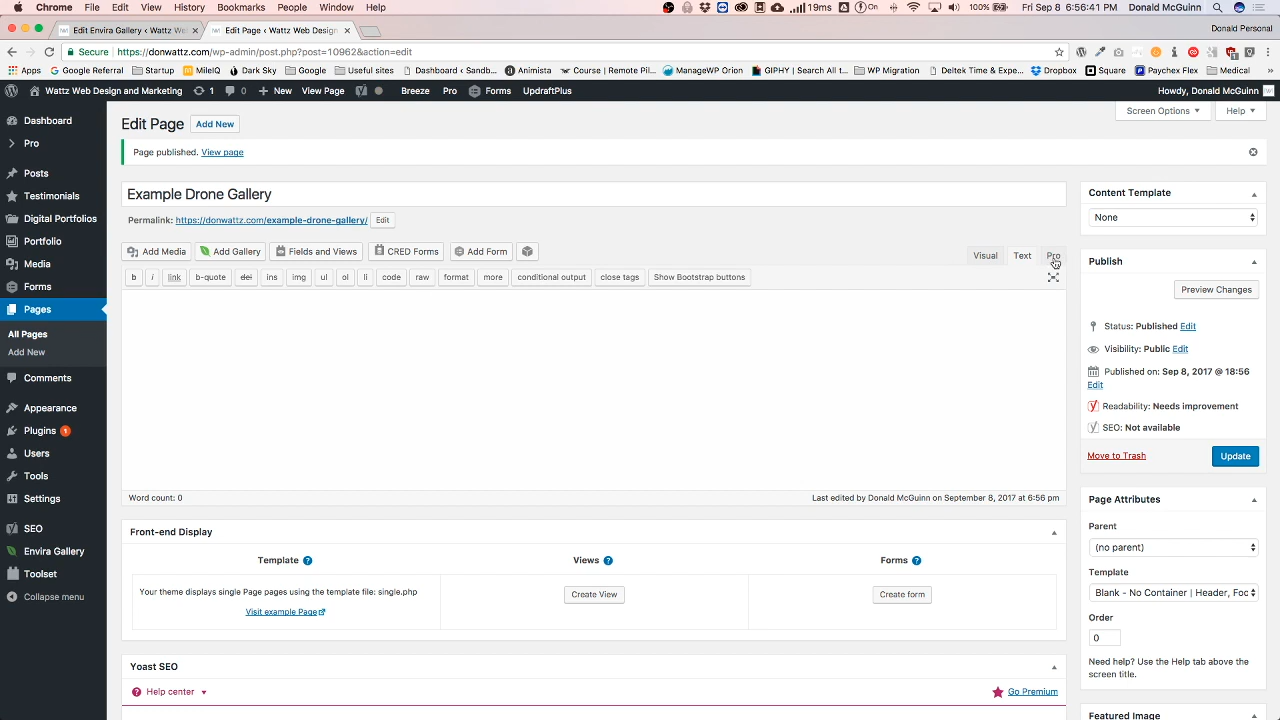 Chrome File Edit View History Bookmarks People Window Help 19ms On 100% Fri Sep 8, 6:06:41 PM Donald McGuinn
Edit Envira Gallery ‹ Wattz We × Edit Page ‹ Wattz Web Design × Donald Personal
Secure https://donwattz.com/wp-admin/post.php?post=10962&action=edit
Apps Google Referral Startup MileIQ Dark Sky Google Useful sites Dashboard ‹ Sandb... Animista Course | Remote Pil... ManageWP Orion GIPHY | Search All... WP Migration Deltek Time & Expe... Dropbox Square Paychex Flex Medical
Wattz Web Design and Marketing 1 0 + New View Page Breeze Pro Forms UpdraftPlus Howdy, Donald McGuinn
Screen Options Help
Dashboard
Pro
Posts
Testimonials
Digital Portfolios
Portfolio
Media
Forms
Pages
All Pages
Add New
Comments
Appearance
Plugins 1
Users
Tools
Settings
SEO
Envira Gallery
Toolset
Collapse menu
Edit Page Add New
Page published. View page
Example Drone Gallery
Permalink: https://donwattz.com/example-drone-gallery/ Edit
Add Media Add Gallery Fields and Views CRED Forms Add Form Visual Text Pro
b i link b-quote del ins img ul ol li code raw format more conditional output close tags Show Bootstrap buttons
Word count: 0 Last edited by Donald McGuinn on September 8, 2017 at 6:56 pm
Front-end Display
Template ? Views ? Forms ?
Your theme displays single Page pages using the template file: single.php Create View Create form
Visit example Page
Yoast SEO
? Help center Go Premium
Content Template
None
Publish
Preview Changes
Status: Published Edit
Visibility: Public Edit
Published on: Sep 8, 2017 @ 18:56
Edit
Readability: Needs improvement
SEO: Not available
Move to Trash Update
Page Attributes
Parent
(no parent)
Template
Blank - No Container | Header, Foo
Order
0
Need help? Use the Help tab above the
screen title.
Featured Image